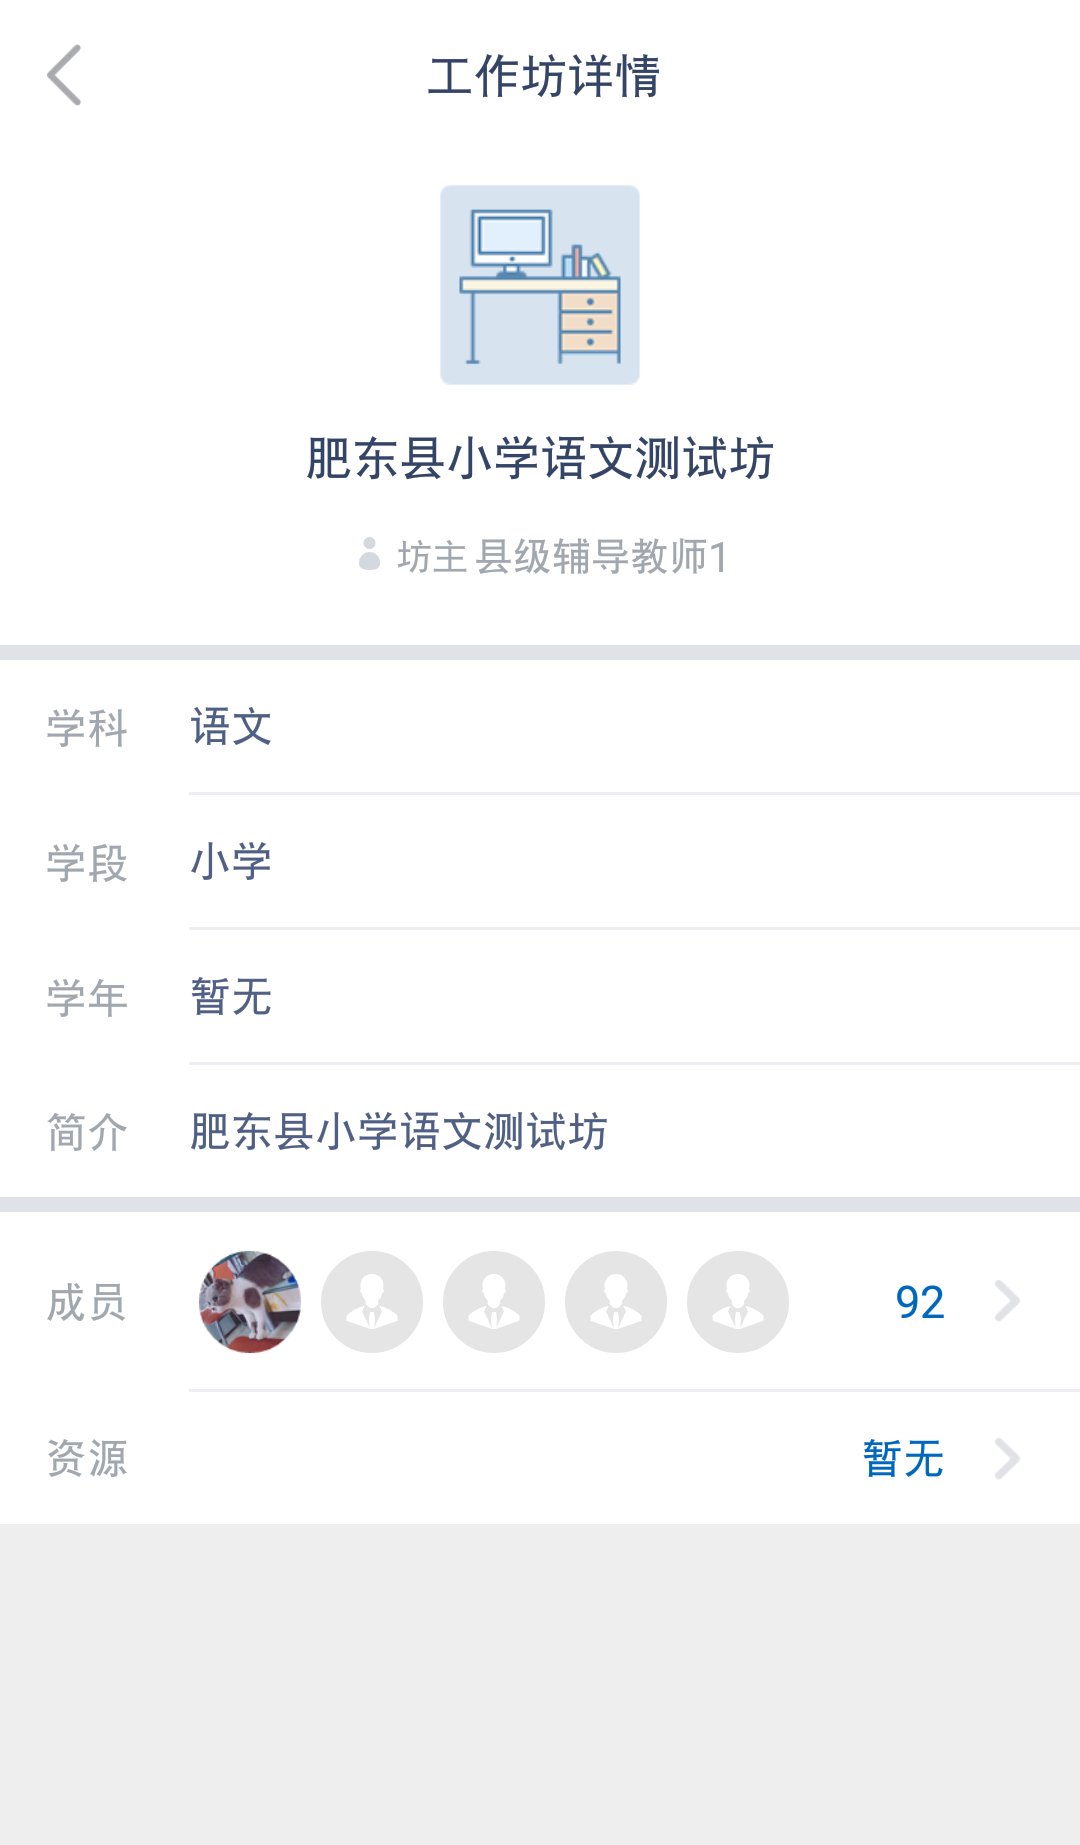 工作坊详情
肥东县小学语文测试坊
坊主 县级辅导教师1
学科 语文
学段 小学
学年 暂无
简介 肥东县小学语文测试坊
成员 92
资源 暂无